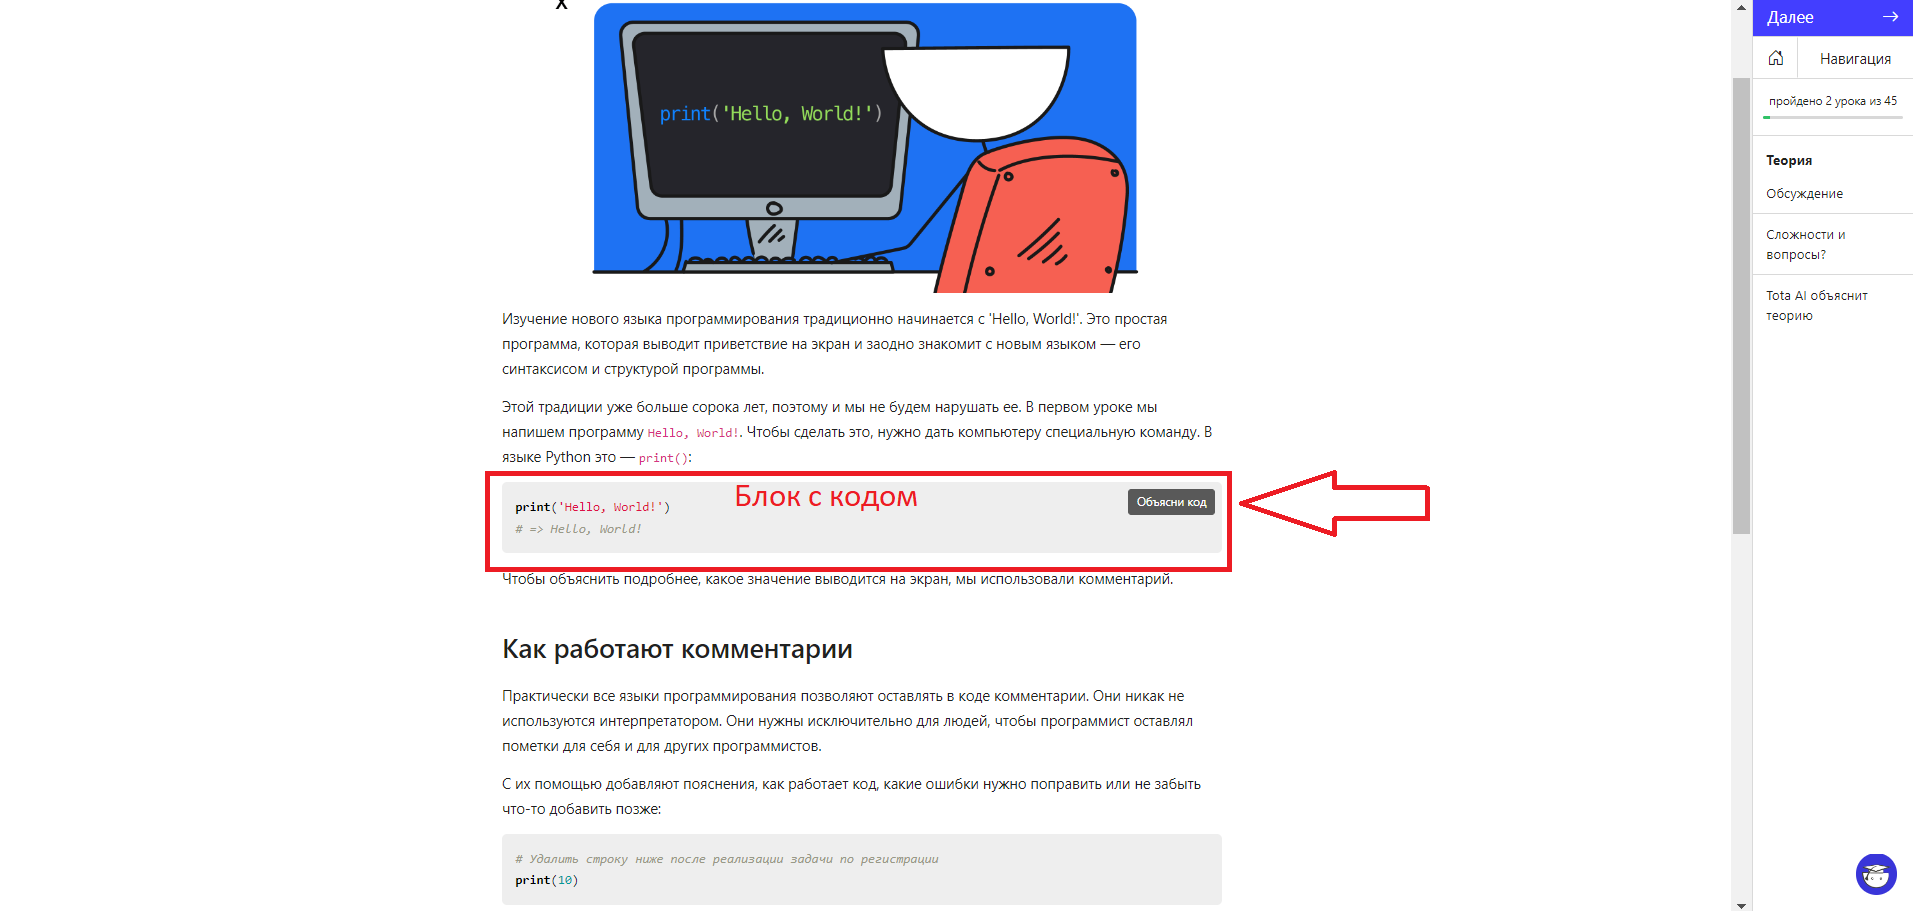 X
print('Hello, World!')
Изучение нового языка программирования традиционно начинается с 'Hello, World!'. Это простая
программа, которая выводит приветствие на экран и заодно знакомит с новым языком — его
синтаксисом и структурой программы.
Этой традиции уже больше сорока лет, поэтому и мы не будем нарушать ее. В первом уроке мы
напишем программу Hello, World!. Чтобы сделать это, нужно дать компьютеру специальную команду. В
языке Python это — print():
Блок с кодом
print('Hello, World!')
Объясни код
# => Hello, World!
Чтобы объяснить подробнее, какое значение выводится на экран, мы использовали комментарий.
Как работают комментарии
Практически все языки программирования позволяют оставлять в коде комментарии. Они никак не
используются интерпретатором. Они нужны исключительно для людей, чтобы программист оставлял
пометки для себя и для других программистов.
С их помощью добавляют пояснения, как работает код, какие ошибки нужно поправить или не забыть
что-то добавить позже:
# Удалить строку ниже после реализации задачи по регистрации
print(10)
Далее
Навигация
пройдено 2 урока из 45
Теория
Обсуждение
Сложности и
вопросы?
Tota AI объяснит
теорию